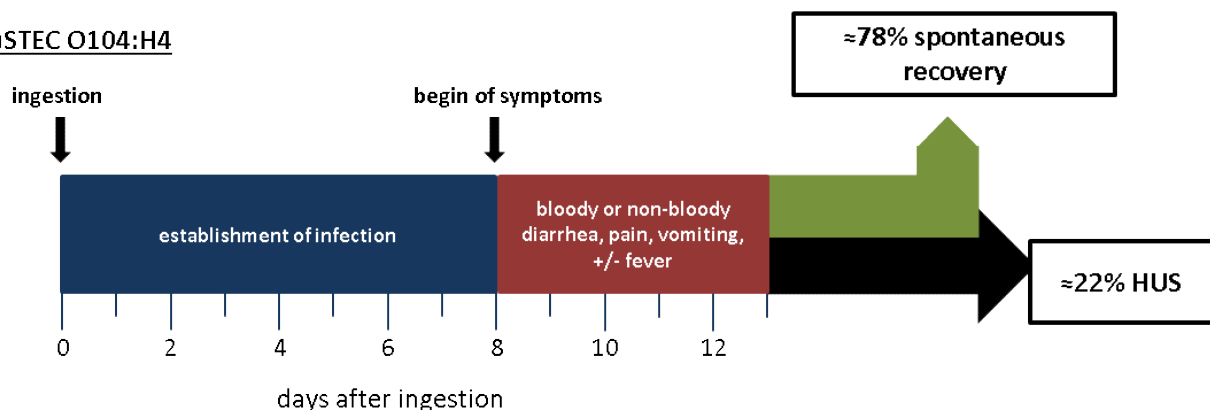 STEC O104:H4
≈78% spontaneous
recovery
ingestion
begin of symptoms
establishment of infection
bloody or non-bloody
diarrhea, pain, vomiting,
+/- fever
≈22% HUS
0 2 4 6 8 10 12
days after ingestion